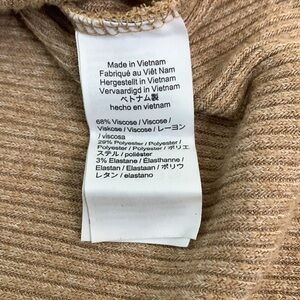 Made in Vietnam
Fabriqué au Viêt Nam
Hergestellt in Vietnam
Vervaardigd in Vietnam
ベトナム製
hecho en vietnam
68% Viscose / Viscose /
Viskose / Viscose / レーヨン
/ viscosa
29% Polyester / Polyester /
Polyester / Polyester / ポリエ
ステル / poliéster
3% Elastane / Élasthanne /
Elastan / Elastaan / ポリウ
レタン / elastano